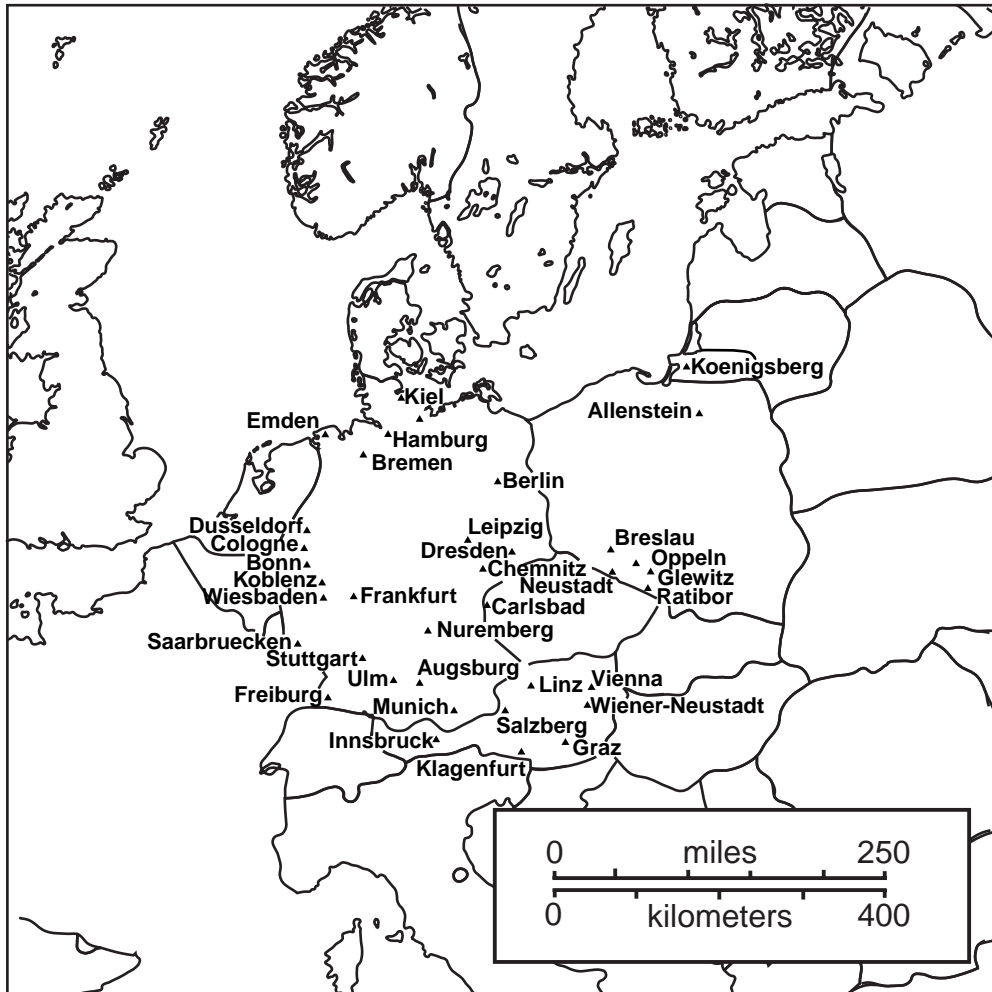 Koenigsberg
Kiel
Allenstein
Emden
Hamburg
Bremen
Berlin
Dusseldorf
Leipzig
Cologne
Breslau
Dresden
Oppeln
Bonn
Chemnitz
Glewitz
Koblenz
Neustadt
Wiesbaden
Frankfurt
Ratibor
Carlsbad
Nuremberg
Saarbruecken
Stuttgart
Augsburg
Ulm
Linz
Vienna
Freiburg
Munich
Wiener-Neustadt
Salzberg
Innsbruck
Graz
Klagenfurt
0 miles 250
0 kilometers 400